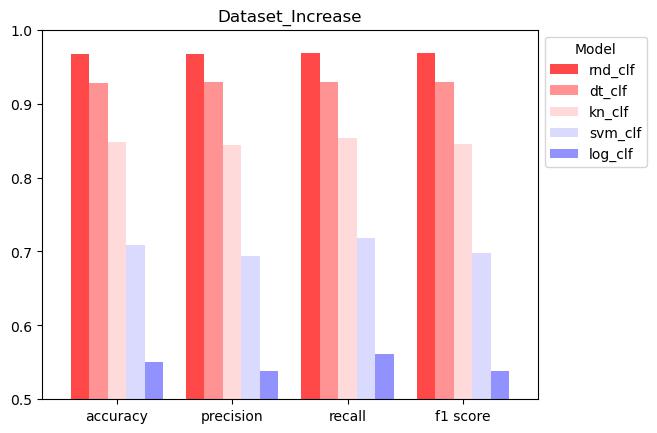 Dataset_Increase
1.0
0.9
0.8
0.7
0.6
0.5
accuracy precision recall f1 score
Model
rnd_clf
dt_clf
kn_clf
svm_clf
log_clf